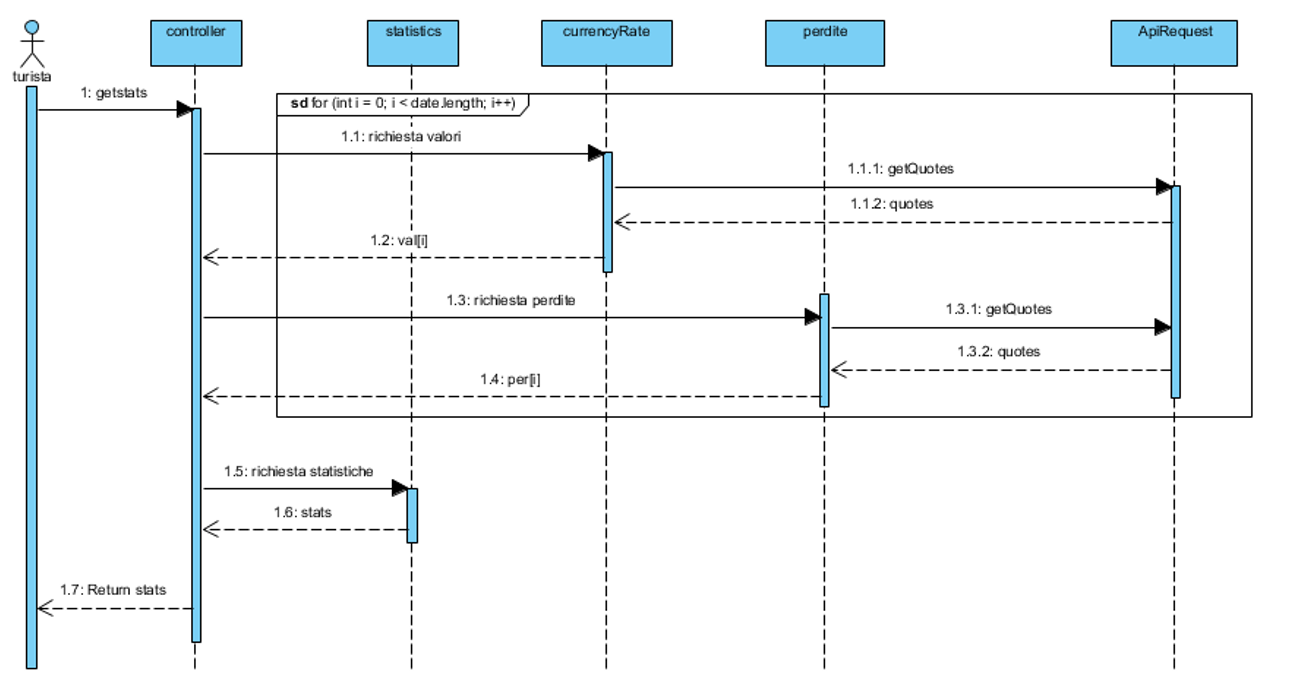 controller
statistics
currencyRate
perdite
ApiRequest
turista
1: getstats
sd for (int i = 0; i < date.length; i++)
1.1: richiesta valori
1.1.1: getQuotes
1.1.2: quotes
1.2: val[i]
1.3: richiesta perdite
1.3.1: getQuotes
1.3.2: quotes
1.4: per[i]
1.5: richiesta statistiche
1.6: stats
1.7: Return stats